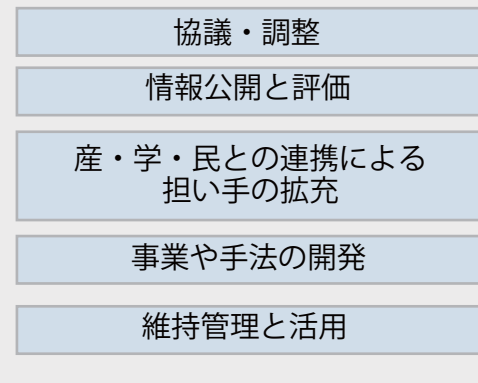 協議・調整
情報公開と評価
産・学・民との連携による
担い手の拡充
事業や手法の開発
維持管理と活用